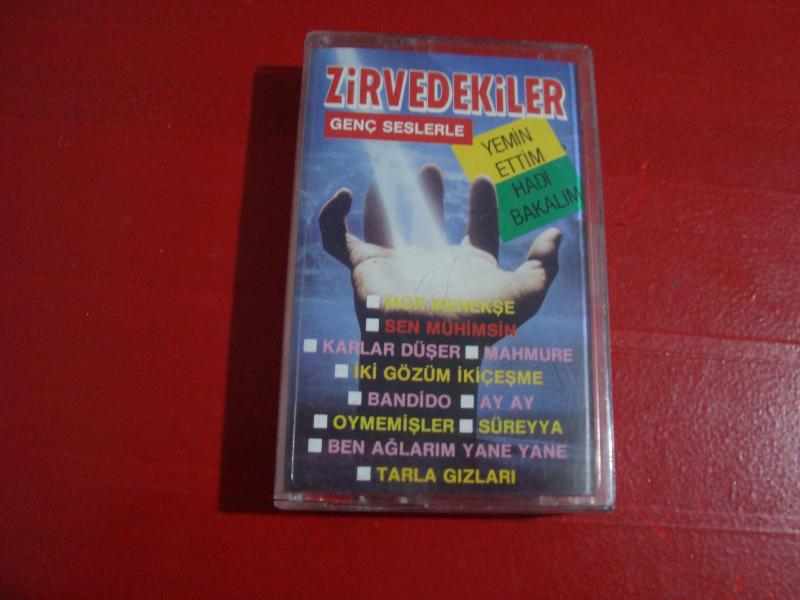 ZiRVEDEKiLER
GENÇ SESLERLE
YEMİN
ETTİM
HADİ
BAKALIM
MOR MENEKŞE
SEN MÜHİMSİN
KARLAR DÜŞER MAHMURE
İKİ GÖZÜM İKİÇEŞME
BANDİDO AY AY
OYMEMİŞLER SÜREYYA
BEN AĞLARIM YANE YANE
TARLA GIZLARI